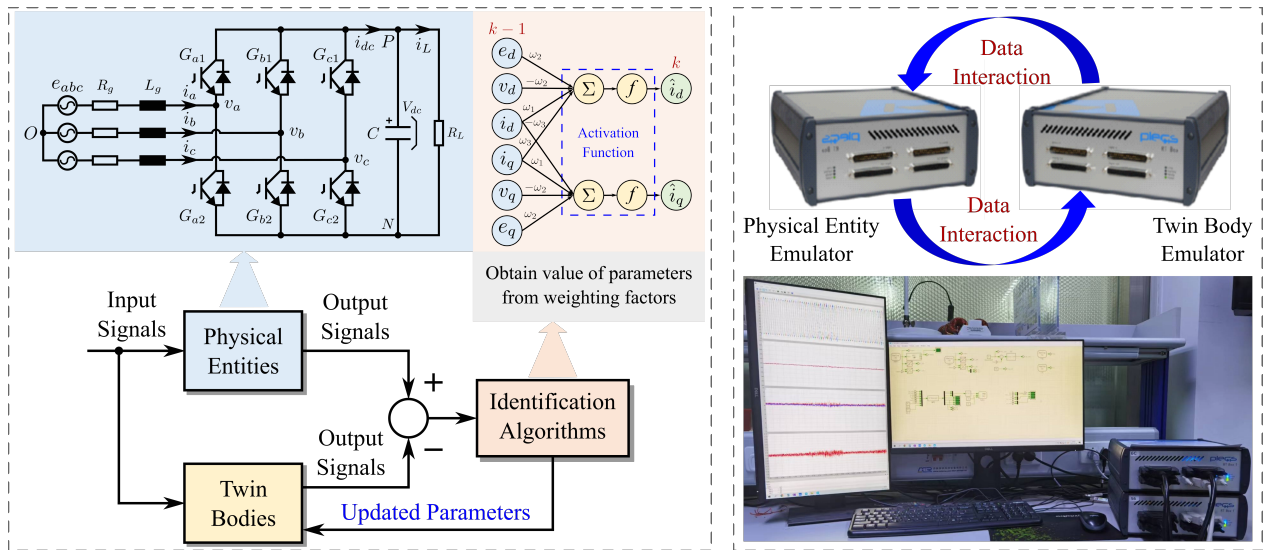 i_dc P i_L
G_a1 G_b1 G_c1
e_abc R_g L_g i_a v_a
O i_b v_b
i_c v_c
C + V_dc R_L
G_a2 G_b2 G_c2 N
k − 1
e_d ω_2
v_d −ω_2
i_d ω_1 −ω_3
i_q ω_3 ω_1
v_q −ω_2
e_q ω_2
k
Σ f î_d
Activation
Function
Σ f î_q
Obtain value of parameters
from weighting factors
Input
Signals
Physical
Entities
Output
Signals
+
−
Identification
Algorithms
Output
Signals
Twin
Bodies
Updated Parameters
Data
Interaction
plecs
Data
Interaction
Physical Entity
Emulator
Twin Body
Emulator
plecs
plecs